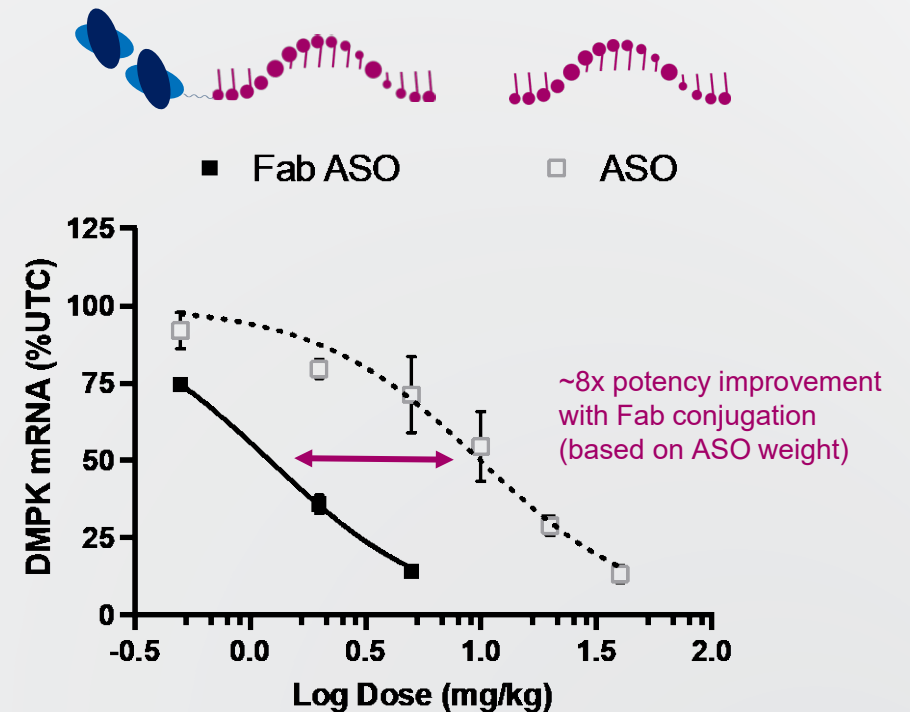 Fab ASO
ASO
125
100
75
50
25
0
DMPK mRNA (%UTC)
~8x potency improvement
with Fab conjugation
(based on ASO weight)
-0.5 0.0 0.5 1.0 1.5 2.0
Log Dose (mg/kg)